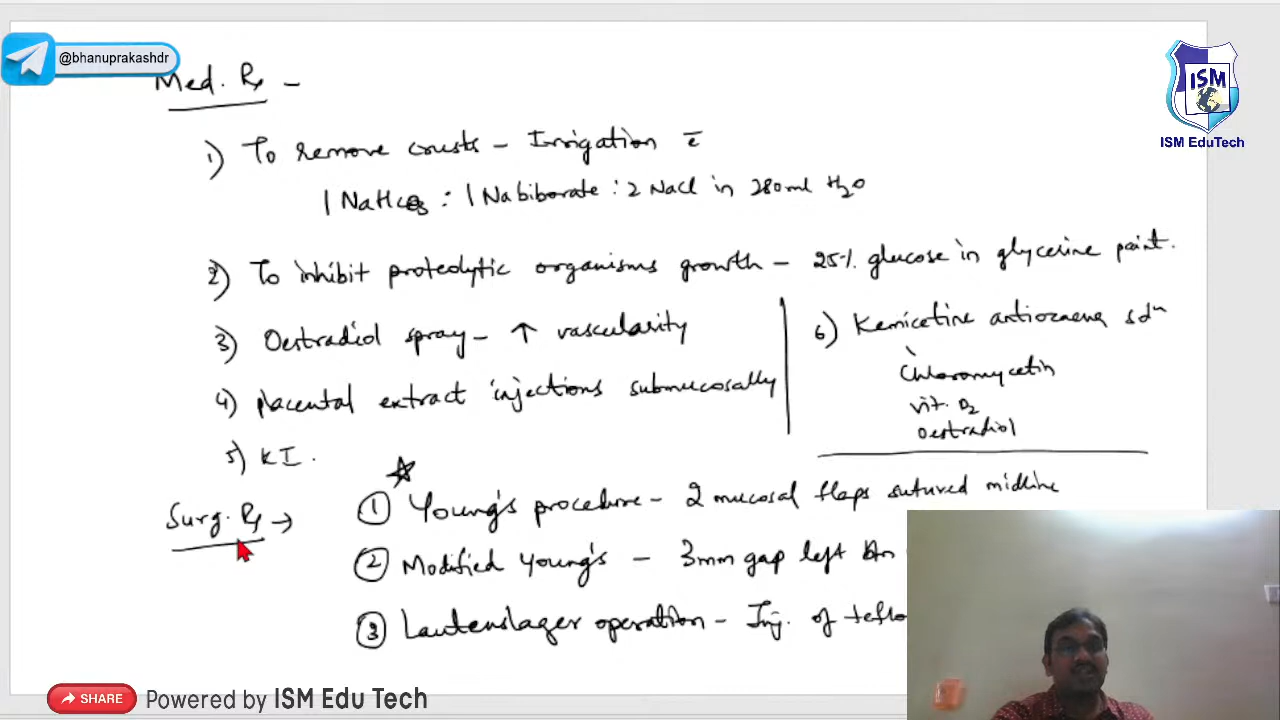 @bhanuprakashdr
ISM
ISM EduTech
Med. Rx –
1) To remove crusts – Irrigation c̄
1 NaHCO3 : 1 Na biborate : 2 NaCl in 280ml H2O
2) To inhibit proteolytic organisms growth – 25% glucose in glycerine paint.
3) Oestradiol spray – ↑ vascularity
4) Placental extract injections submucosally
5) KI.
6) Kemicetine antiozaena sdn
Chloromycetin
vit. D2
Oestradiol
Surg. Rx →
① Young's procedure – 2 mucosal flaps sutured midline
② Modified Young's – 3mm gap left
③ Lautenslager operation – Inj. of teflo
SHARE Powered by ISM Edu Tech